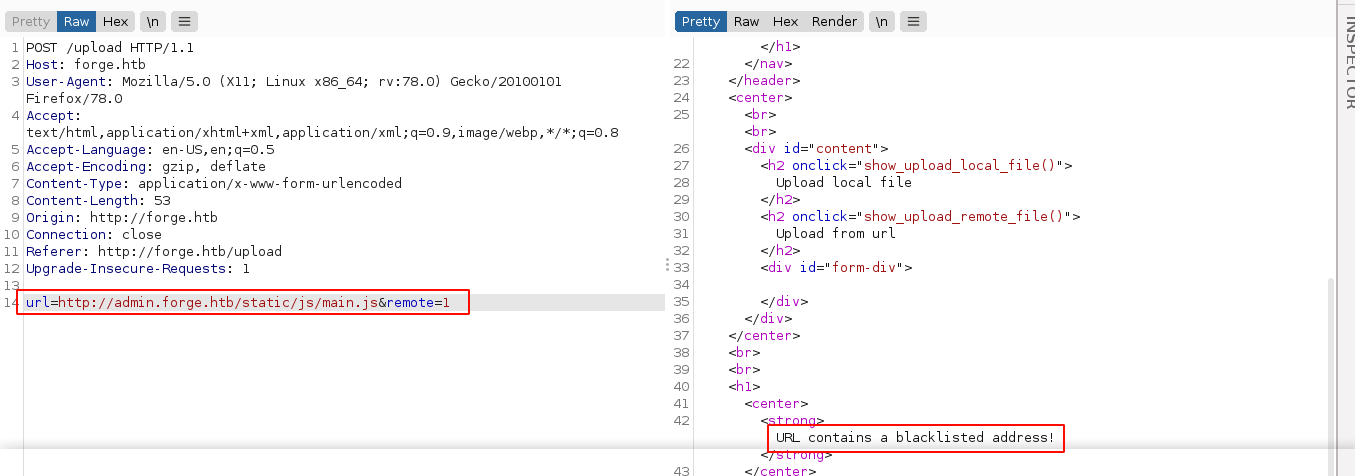 Pretty Raw Hex \n
Pretty Raw Hex Render \n
INSPECTOR
1 POST /upload HTTP/1.1
2 Host: forge.htb
3 User-Agent: Mozilla/5.0 (X11; Linux x86_64; rv:78.0) Gecko/20100101
Firefox/78.0
4 Accept:
text/html,application/xhtml+xml,application/xml;q=0.9,image/webp,*/*;q=0.8
5 Accept-Language: en-US,en;q=0.5
6 Accept-Encoding: gzip, deflate
7 Content-Type: application/x-www-form-urlencoded
8 Content-Length: 53
9 Origin: http://forge.htb
10 Connection: close
11 Referer: http://forge.htb/upload
12 Upgrade-Insecure-Requests: 1
13
14 url=http://admin.forge.htb/static/js/main.js&remote=1
</h1>
22 </nav>
23 </header>
24 <center>
25 <br>
<br>
26 <div id="content">
27 <h2 onclick="show_upload_local_file()">
28 Upload local file
29 </h2>
30 <h2 onclick="show_upload_remote_file()">
31 Upload from url
32 </h2>
33 <div id="form-div">
34
35 </div>
36 </div>
37 </center>
38 <br>
39 <br>
40 <h1>
41 <center>
42 <strong>
URL contains a blacklisted address!
</strong>
43 </center>